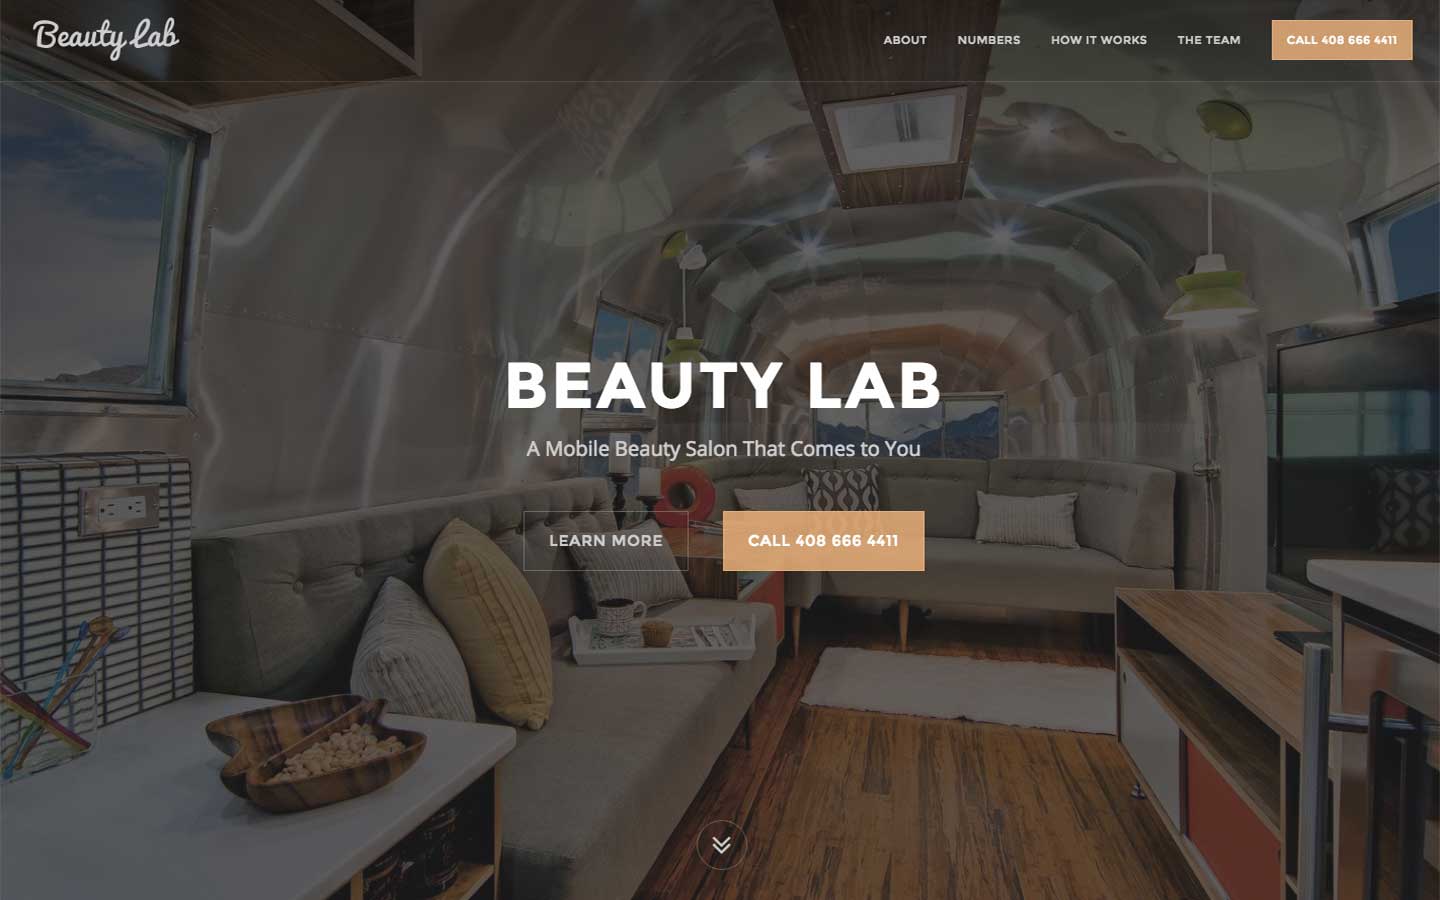 Beauty Lab
ABOUT
NUMBERS
HOW IT WORKS
THE TEAM
CALL 408 666 4411
BEAUTY LAB
A Mobile Beauty Salon That Comes to You
LEARN MORE
CALL 408 666 4411